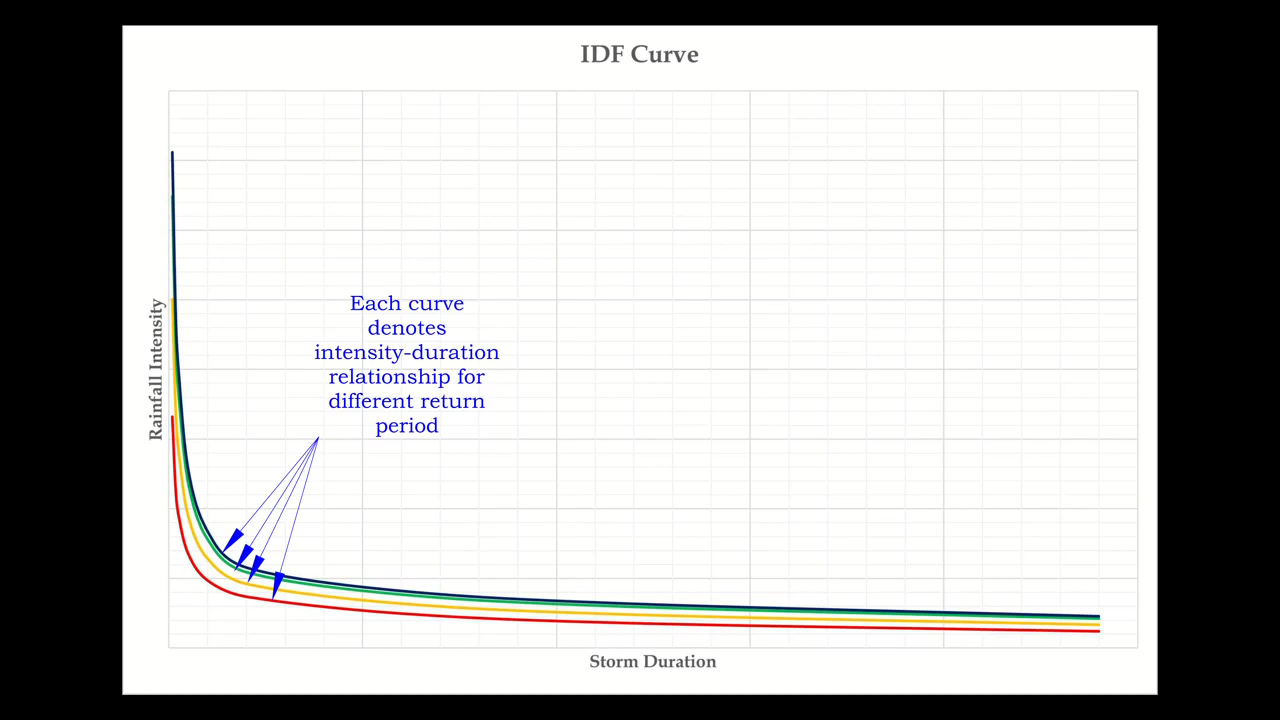 IDF Curve
Rainfall Intensity
Each curve
denotes
intensity-duration
relationship for
different return
period
Storm Duration